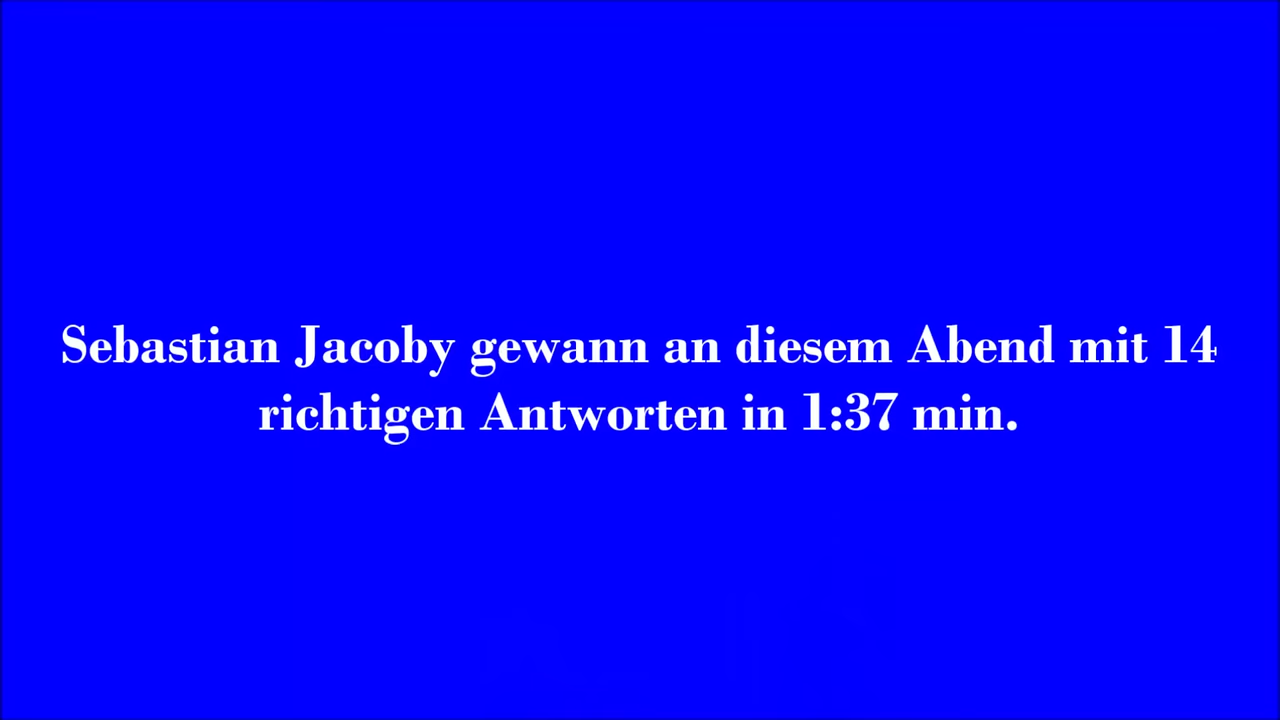 Sebastian Jacoby gewann an diesem Abend mit 14
richtigen Antworten in 1:37 min.